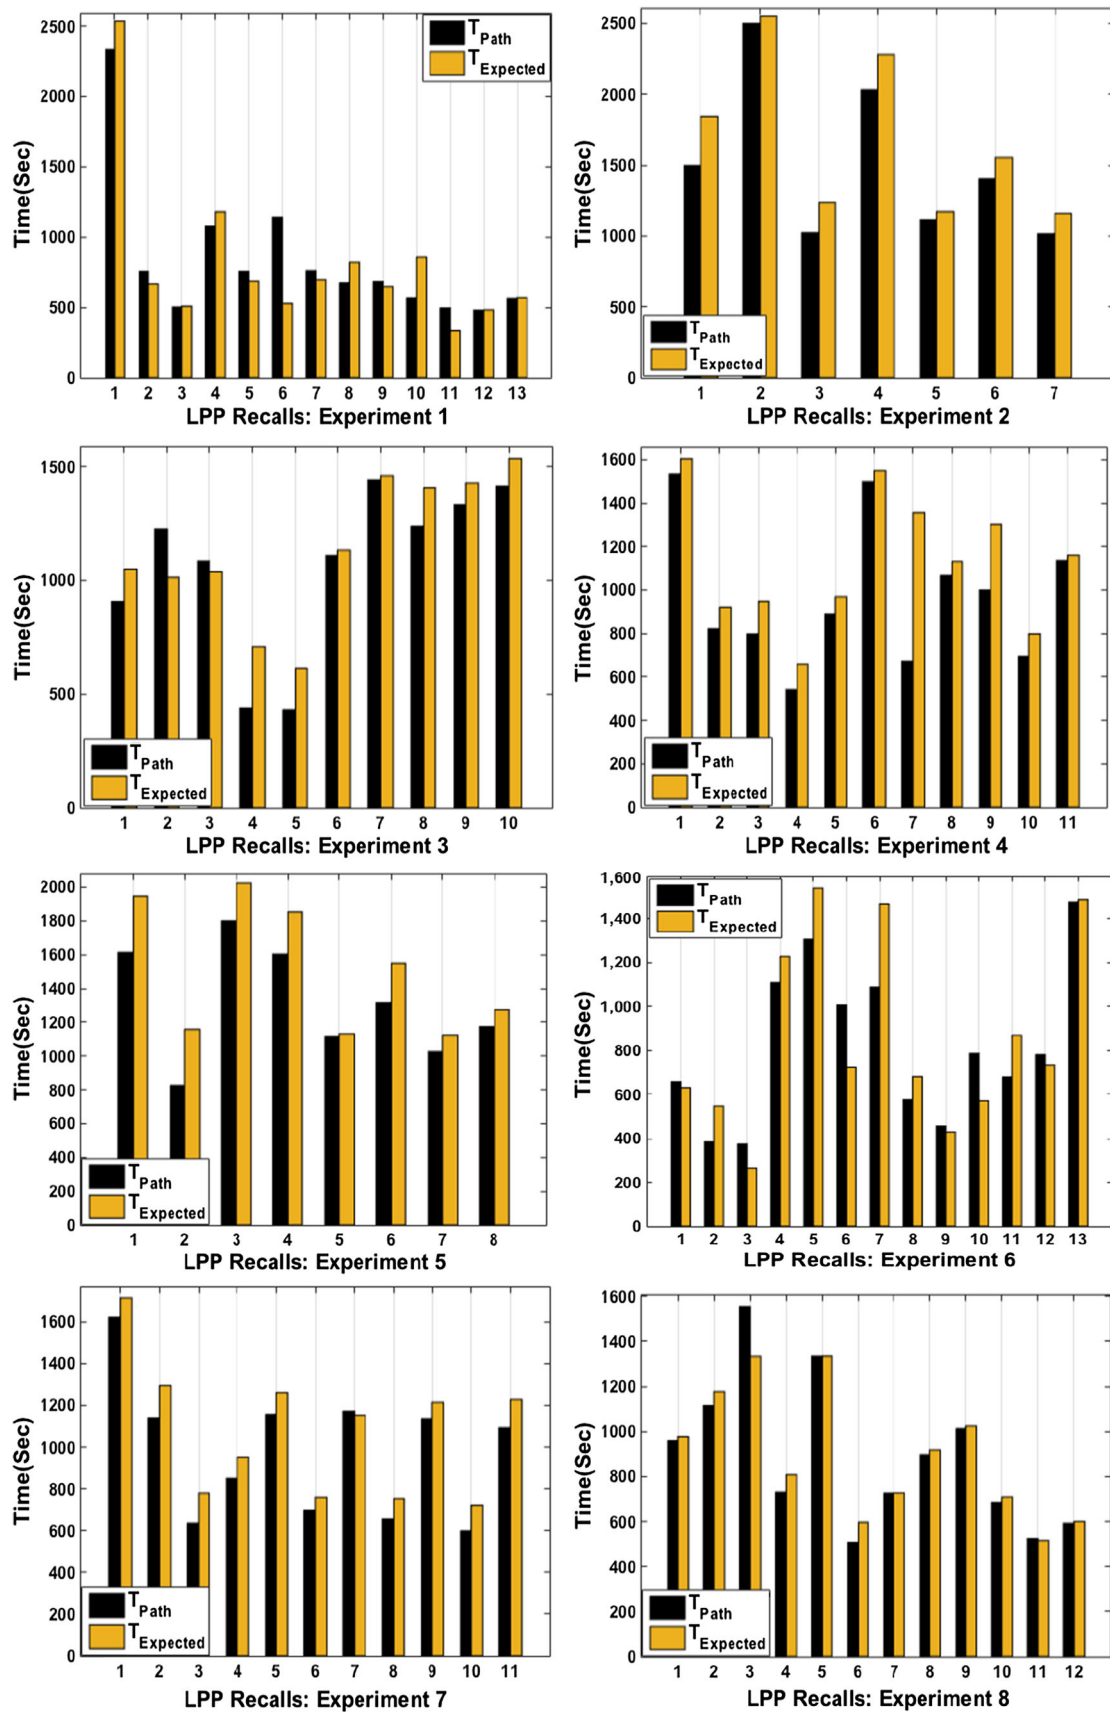 2500
2000
1500
1000
500
0
Time(Sec)
T Path
T Expected
1 2 3 4 5 6 7 8 9 10 11 12 13
LPP Recalls: Experiment 1
2500
2000
1500
1000
500
0
Time(Sec)
T Path
T Expected
1 2 3 4 5 6 7
LPP Recalls: Experiment 2
1500
1000
500
0
Time(Sec)
T Path
T Expected
1 2 3 4 5 6 7 8 9 10
LPP Recalls: Experiment 3
1600
1400
1200
1000
800
600
400
200
0
Time(Sec)
T Path
T Expected
1 2 3 4 5 6 7 8 9 10 11
LPP Recalls: Experiment 4
2000
1800
1600
1400
1200
1000
800
600
400
200
0
Time(Sec)
T Path
T Expected
1 2 3 4 5 6 7 8
LPP Recalls: Experiment 5
1,600
1,400
1,200
1,000
800
600
400
200
0
Time(Sec)
T Path
T Expected
1 2 3 4 5 6 7 8 9 10 11 12 13
LPP Recalls: Experiment 6
1600
1400
1200
1000
800
600
400
200
0
Time(Sec)
T Path
T Expected
1 2 3 4 5 6 7 8 9 10 11
LPP Recalls: Experiment 7
1600
1400
1200
1000
800
600
400
200
0
Time(Sec)
T Path
T Expected
1 2 3 4 5 6 7 8 9 10 11 12
LPP Recalls: Experiment 8